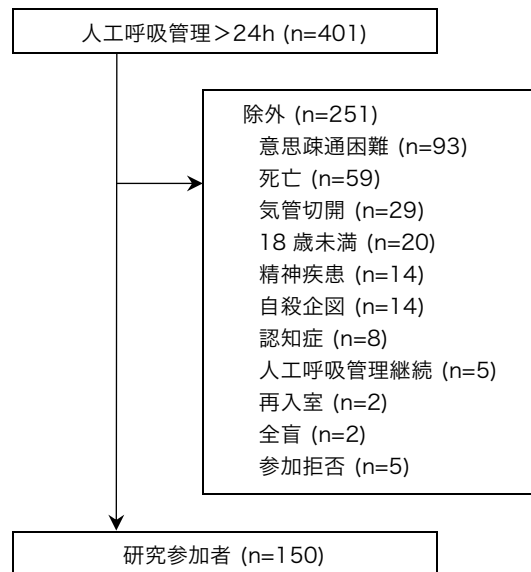 人工呼吸管理＞24h (n=401)
除外 (n=251)
意思疎通困難 (n=93)
死亡 (n=59)
気管切開 (n=29)
18 歳未満 (n=20)
精神疾患 (n=14)
自殺企図 (n=14)
認知症 (n=8)
人工呼吸管理継続 (n=5)
再入室 (n=2)
全盲 (n=2)
参加拒否 (n=5)
研究参加者 (n=150)